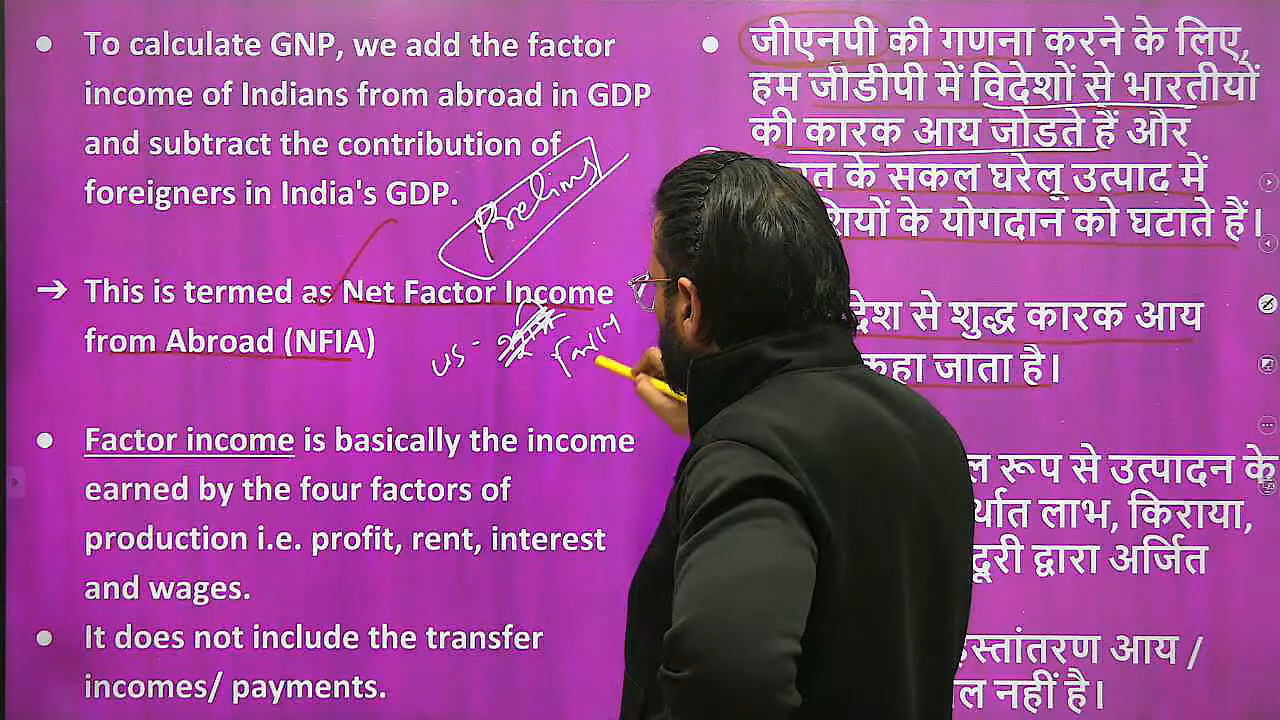 To calculate GNP, we add the factor
income of Indians from abroad in GDP
and subtract the contribution of
foreigners in India's GDP.
Prelims
→ This is termed as Net Factor Income
from Abroad (NFIA)
US - Family
Factor income is basically the income
earned by the four factors of
production i.e. profit, rent, interest
and wages.
It does not include the transfer
incomes/ payments.
जीएनपी की गणना करने के लिए,
हम जीडीपी में विदेशों से भारतीयों
की कारक आय जोडते हैं और
के सकल घरेलू उत्पाद में
के योगदान को घटाते हैं।
से शुद्ध कारक आय
कहा जाता है।
रूप से उत्पादन के
लाभ, किराया,
द्वारा अर्जित
आय /
नहीं है।